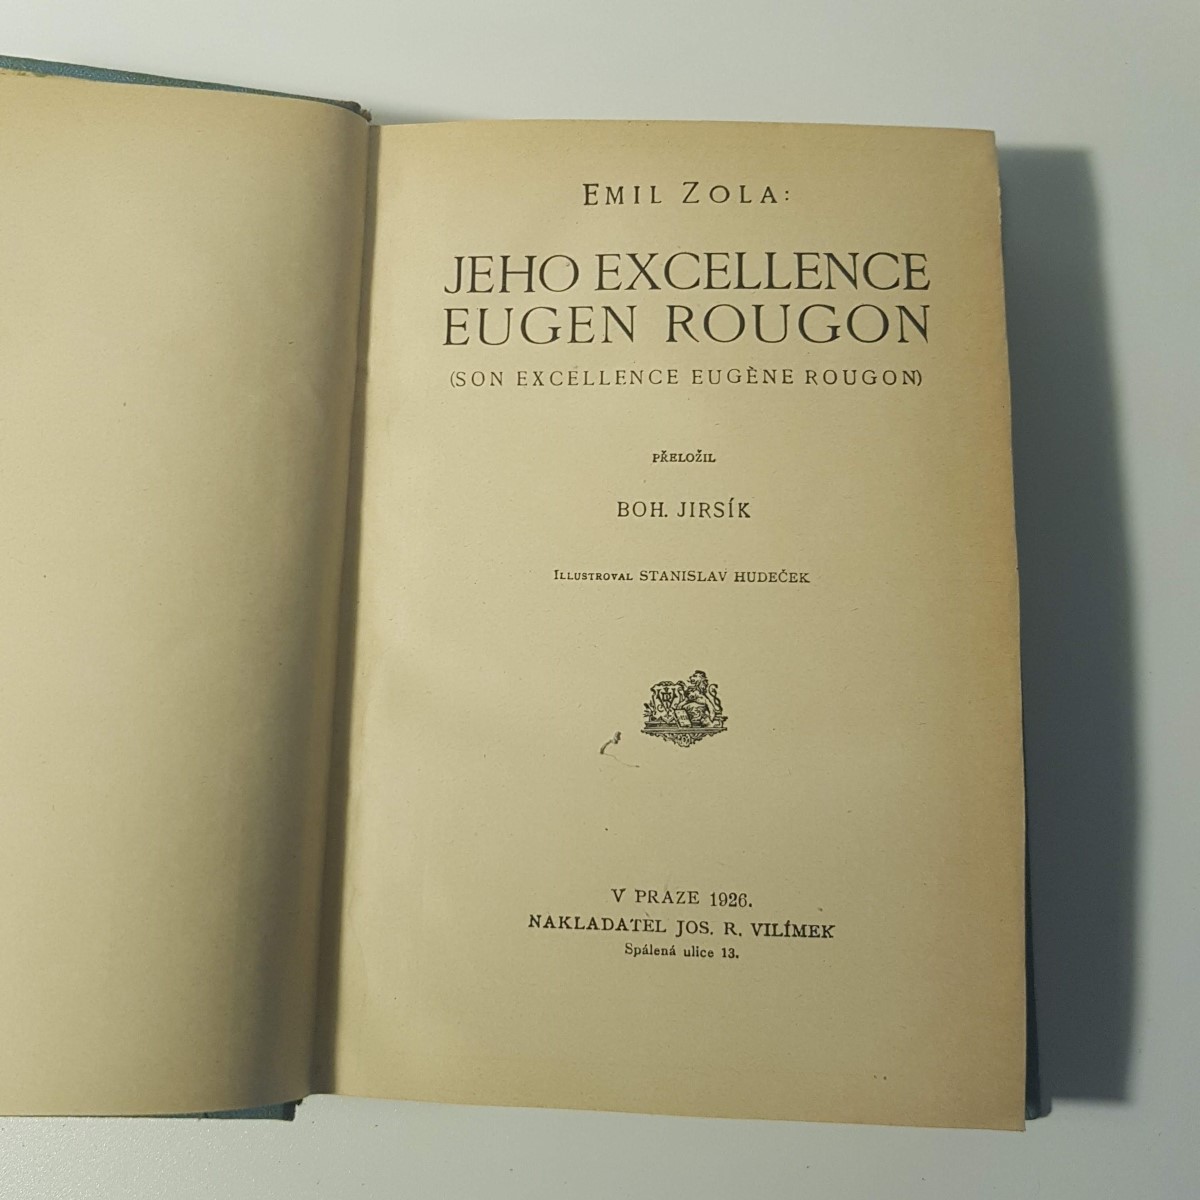 EMIL ZOLA:
JEHO EXCELLENCE
EUGEN ROUGON
(SON EXCELLENCE EUGÈNE ROUGON)
PŘELOŽIL
BOH. JIRSÍK
ILLUSTROVAL STANISLAV HUDEČEK
V PRAZE 1926.
NAKLADATEL JOS. R. VILÍMEK
Spálená ulice 13.